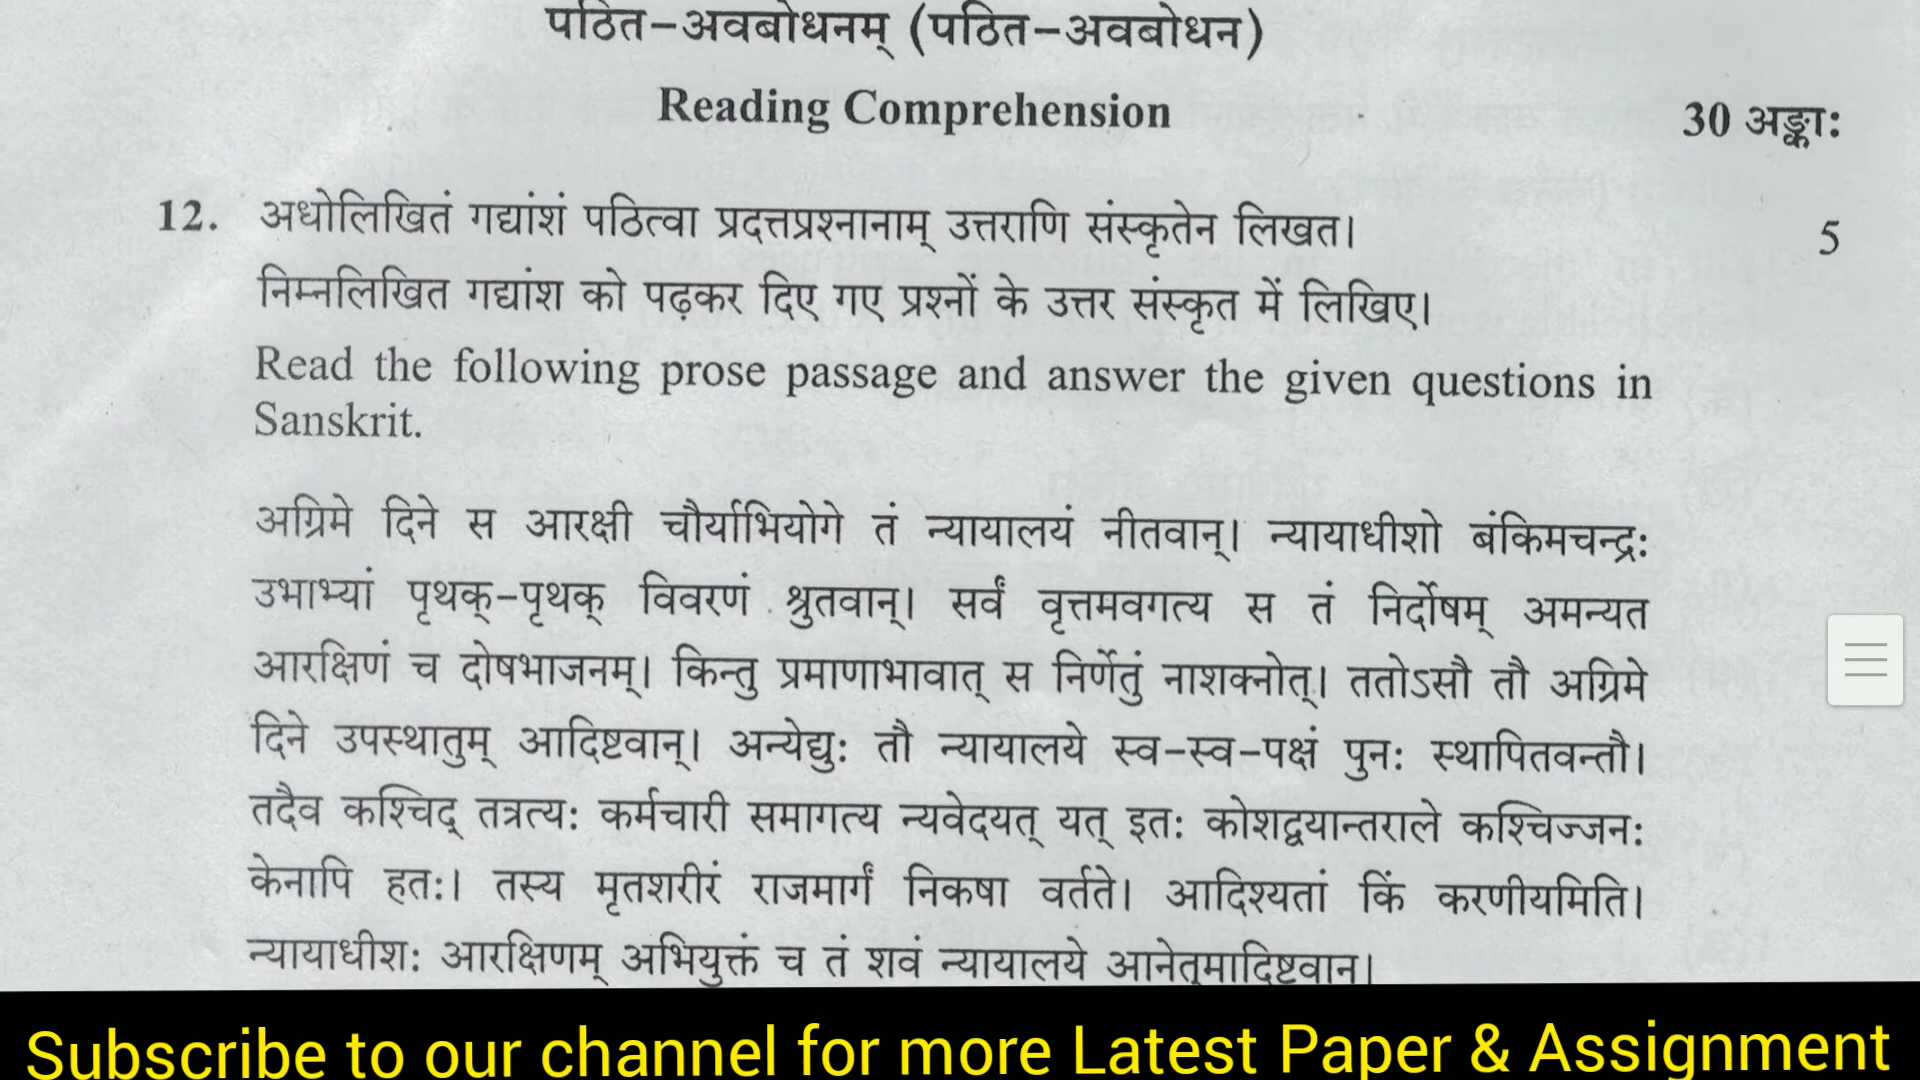 पठित-अवबोधनम् (पठित-अवबोधन)
Reading Comprehension
30 अङ्काः
12. अधोलिखितं गद्यांशं पठित्वा प्रदत्तप्रश्नानाम् उत्तराणि संस्कृतेन लिखत। 5
निम्नलिखित गद्यांश को पढ़कर दिए गए प्रश्नों के उत्तर संस्कृत में लिखिए।
Read the following prose passage and answer the given questions in
Sanskrit.
अग्रिमे दिने स आरक्षी चौर्याभियोगे तं न्यायालयं नीतवान्। न्यायाधीशो बंकिमचन्द्रः
उभाभ्यां पृथक्-पृथक् विवरणं श्रुतवान्। सर्वं वृत्तमवगत्य स तं निर्दोषम् अमन्यत
आरक्षिणं च दोषभाजनम्। किन्तु प्रमाणाभावात् स निर्णेतुं नाशक्नोत्। ततोऽसौ तौ अग्रिमे
दिने उपस्थातुम् आदिष्टवान्। अन्येद्युः तौ न्यायालये स्व-स्व-पक्षं पुनः स्थापितवन्तौ।
तदैव कश्चिद् तत्रत्यः कर्मचारी समागत्य न्यवेदयत् यत् इतः कोशद्वयान्तराले कश्चिज्जनः
केनापि हतः। तस्य मृतशरीरं राजमार्गं निकषा वर्तते। आदिश्यतां किं करणीयमिति।
न्यायाधीशः आरक्षिणम् अभियुक्तं च तं शवं न्यायालये आनेतुमादिष्टवान्।
Subscribe to our channel for more Latest Paper & Assignment